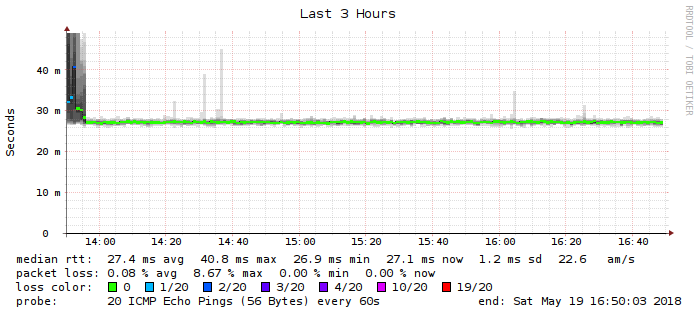 Last 3 Hours
RRDTOOL / TOBI OETIKER
Seconds
40 m
30 m
20 m
10 m
0
14:00 14:20 14:40 15:00 15:20 15:40 16:00 16:20 16:40
median rtt: 27.4 ms avg 40.8 ms max 26.9 ms min 27.1 ms now 1.2 ms sd 22.6 am/s
packet loss: 0.08 % avg 8.67 % max 0.00 % min 0.00 % now
loss color: 0 1/20 2/20 3/20 4/20 10/20 19/20
probe: 20 ICMP Echo Pings (56 Bytes) every 60s end: Sat May 19 16:50:03 2018